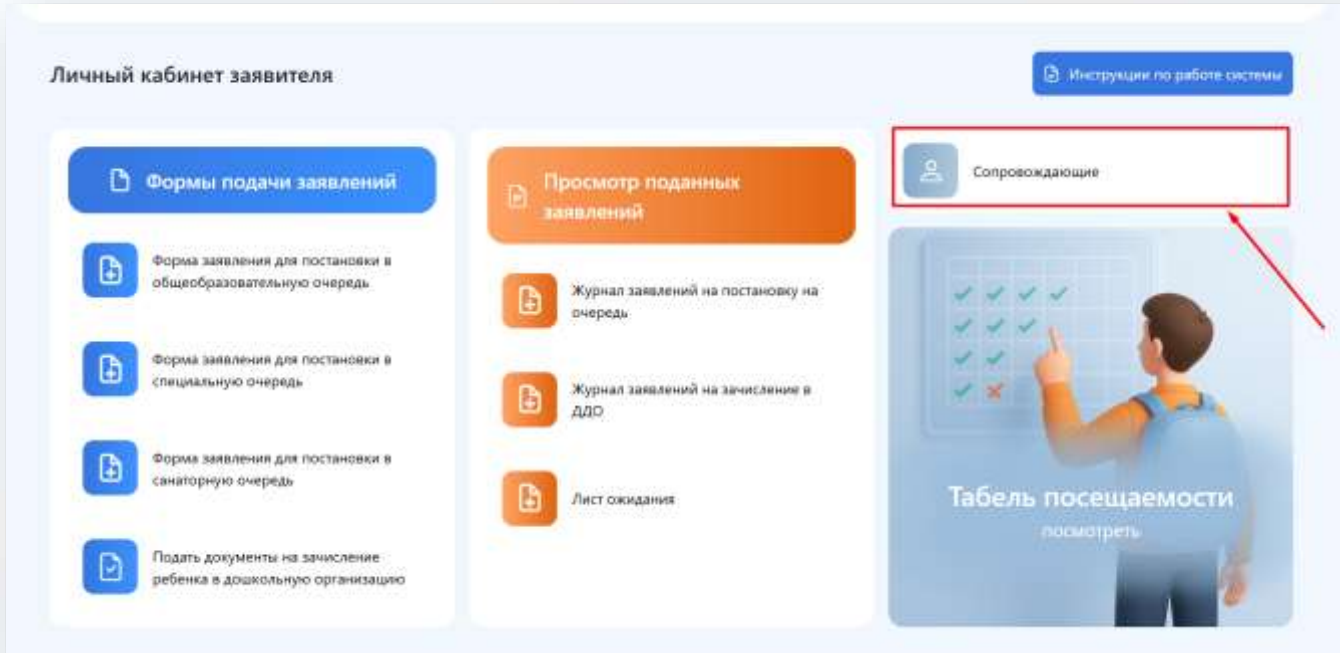 Личный кабинет заявителя
Инструкции по работе системы
Формы подачи заявлений
Форма заявления для постановки в
общеобразовательную очередь
Форма заявления для постановки в
специальную очередь
Форма заявления для постановки в
санаторную очередь
Подать документы на зачисление
ребенка в дошкольную организацию
Просмотр поданных
заявлений
Журнал заявлений на постановку на
очередь
Журнал заявлений на зачисление в
ДДО
Лист ожидания
Сопровождающие
Табель посещаемости
посмотреть